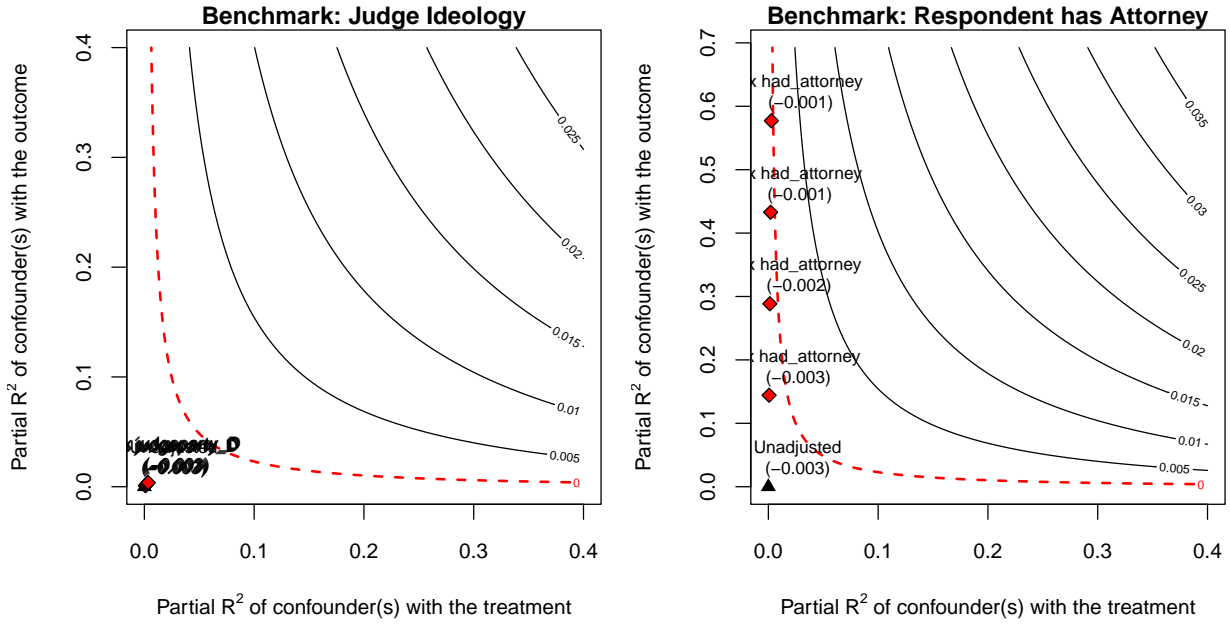 Benchmark: Judge Ideology
Partial R² of confounder(s) with the outcome
0.4
0.3
0.2
0.1
0.0
0.025
0.02
0.015
0.01
0.005
0
judgeparty_D
(−0.003)
0.0 0.1 0.2 0.3 0.4
Partial R² of confounder(s) with the treatment
Benchmark: Respondent has Attorney
Partial R² of confounder(s) with the outcome
0.7
0.6
0.5
0.4
0.3
0.2
0.1
0.0
x had_attorney
(−0.001)
x had_attorney
(−0.001)
x had_attorney
(−0.002)
x had_attorney
(−0.003)
Unadjusted
(−0.003)
0.035
0.03
0.025
0.02
0.015
0.01
0.005
0
0.0 0.1 0.2 0.3 0.4
Partial R² of confounder(s) with the treatment